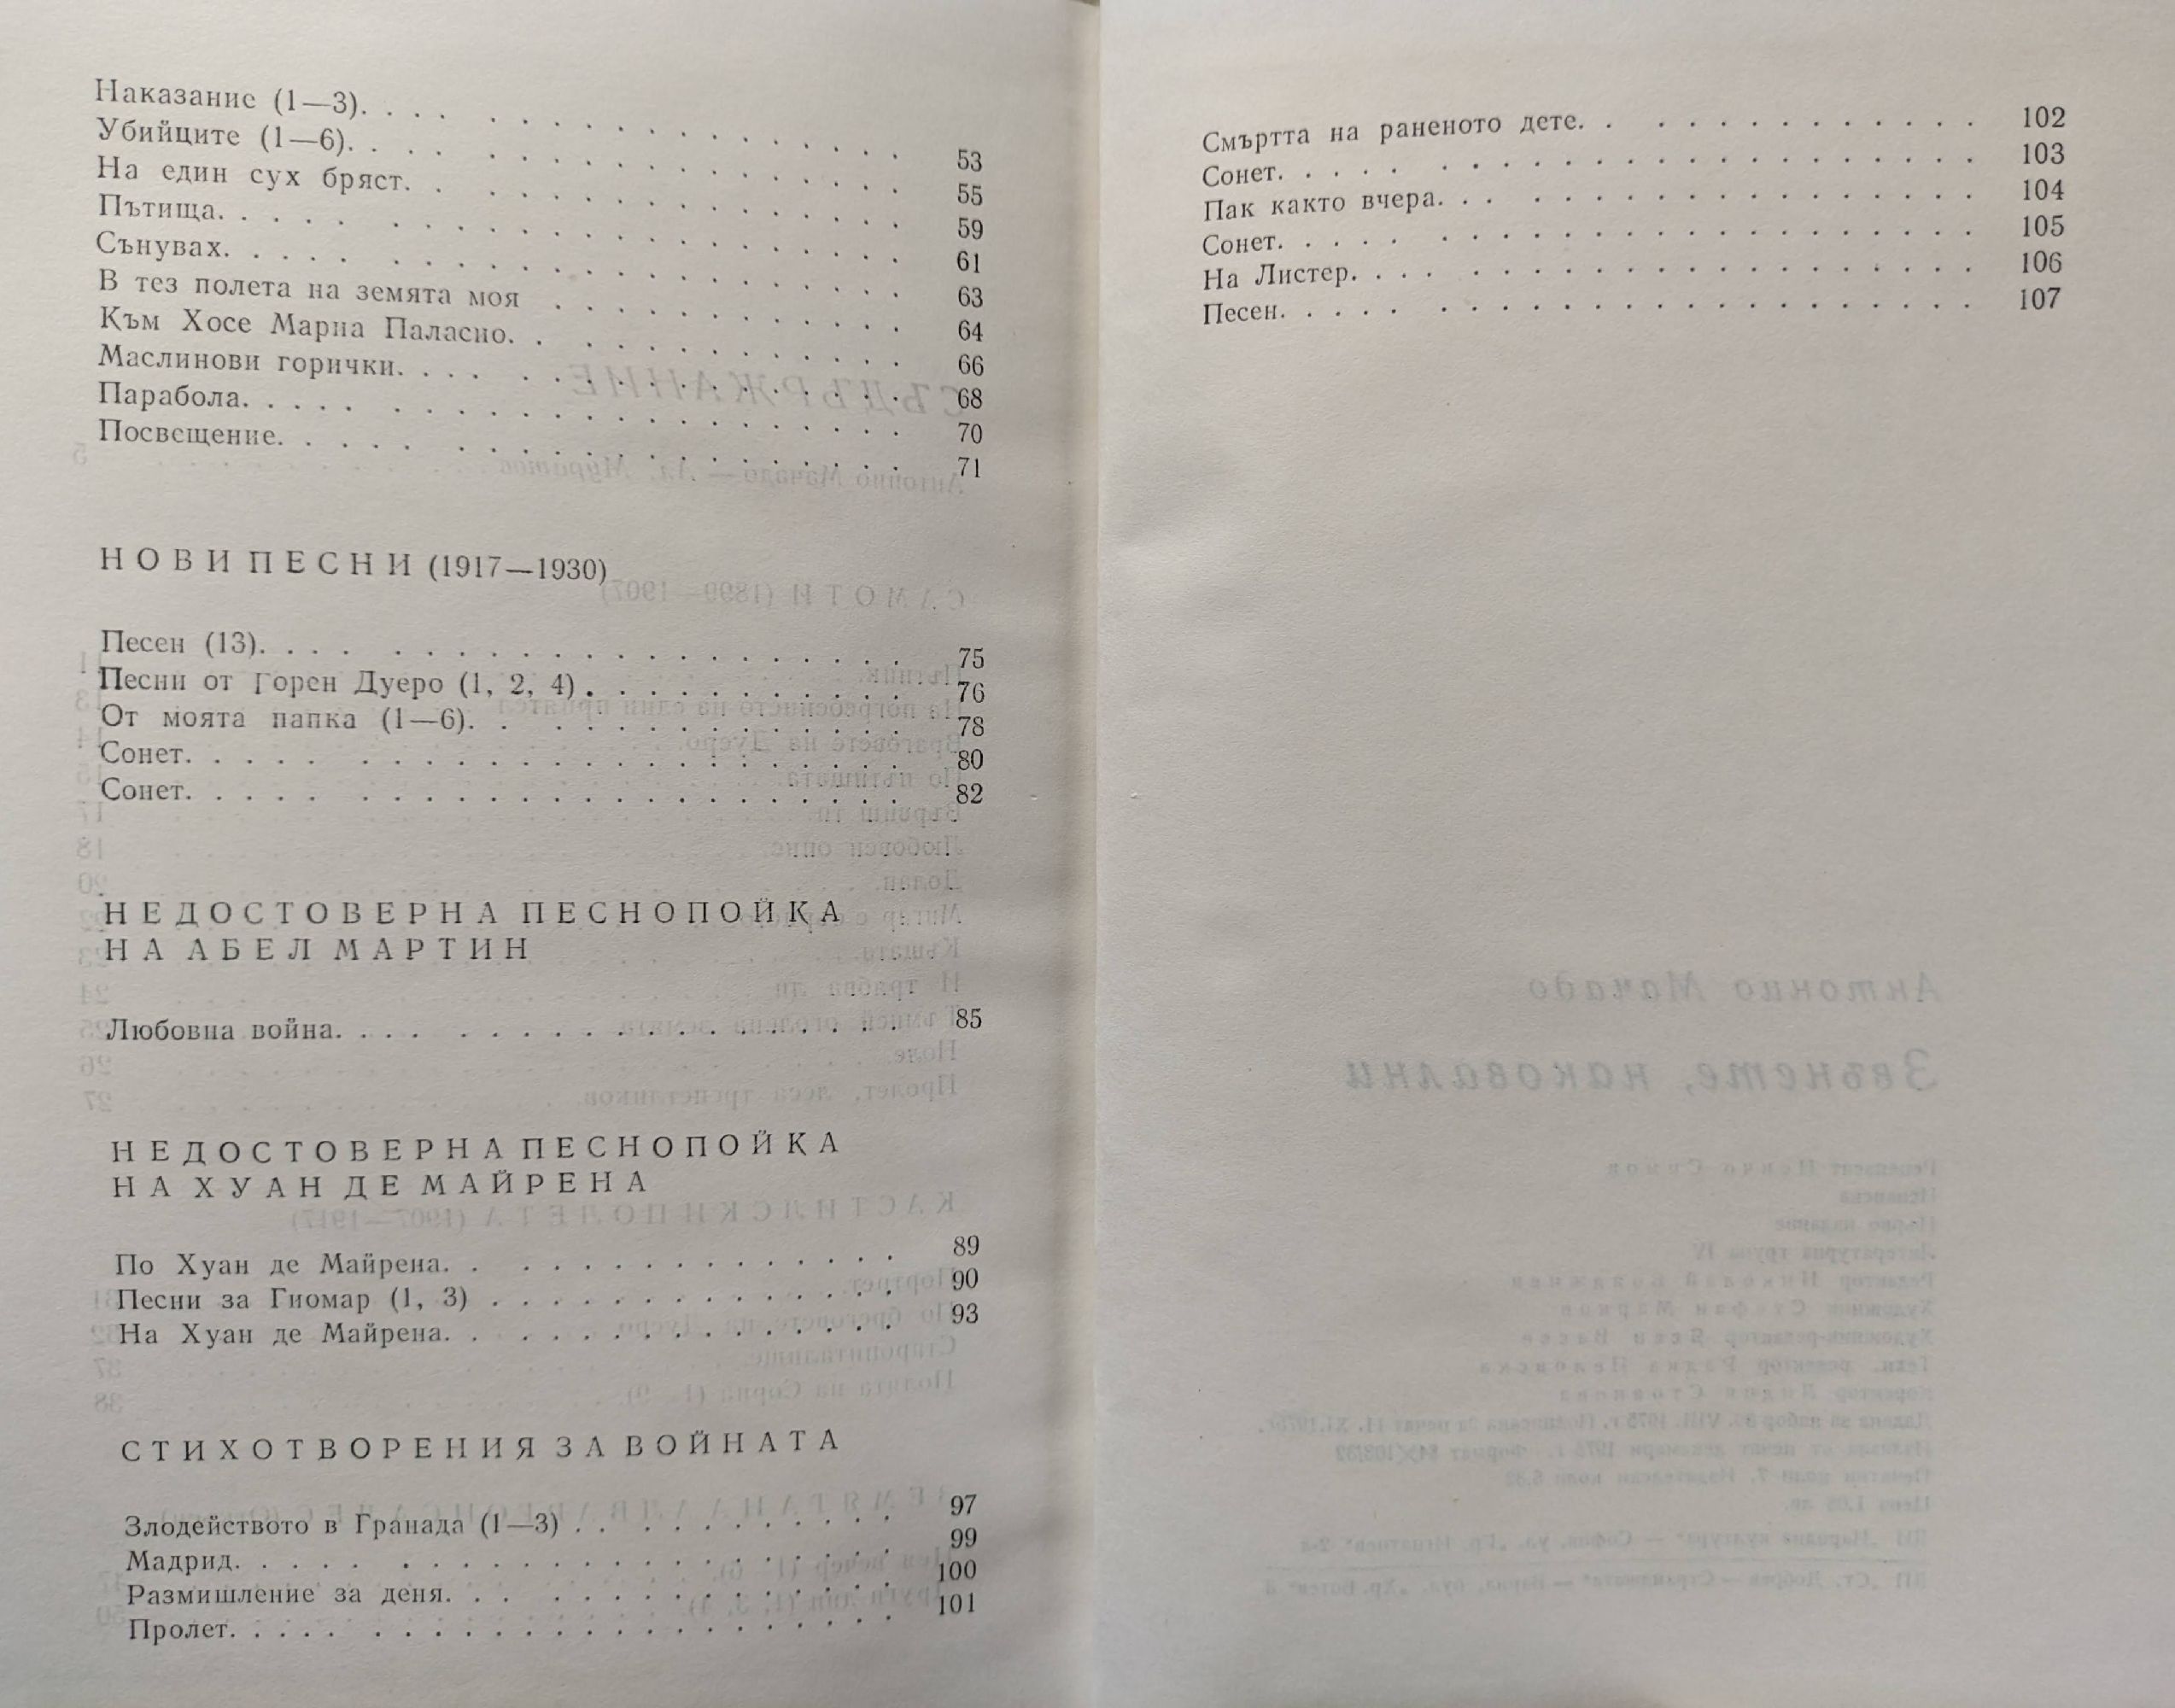 Наказание (1—3). . . . 53
Убийците (1—6). . . . 55
На един сух бряст. . . . 59
Пътища. . . . 61
Сънувах. . . . 63
В тез полета на земята моя . . . . 64
Към Хосе Мария Паласио. . . . 66
Маслинови горички. . . . 68
Парабола. . . . 70
Посвещение. . . . 71
НОВИ ПЕСНИ (1917—1930)
Песен (13). . . . 75
Песни от Горен Дуеро (1, 2, 4) . . . . 76
От моята папка (1—6). . . . 78
Сонет. . . . 80
Сонет. . . . 82
НЕДОСТОВЕРНА ПЕСНОПОЙКА
НА АБЕЛ МАРТИН
Любовна война. . . . 85
НЕДОСТОВЕРНА ПЕСНОПОЙКА
НА ХУАН ДЕ МАЙРЕНА
По Хуан де Майрена. . . . 89
Песни за Гиомар (1, 3) . . . . 90
На Хуан де Майрена. . . . 93
СТИХОТВОРЕНИЯ ЗА ВОЙНАТА
Злодейството в Гранада (1—3) . . . . 97
Мадрид. . . . 99
Размишление за деня. . . . 100
Пролет. . . . 101
Смъртта на раненото дете. . . . 102
Сонет. . . . 103
Пак както вчера. . . . 104
Сонет. . . . 105
На Листер. . . . 106
Песен. . . . 107